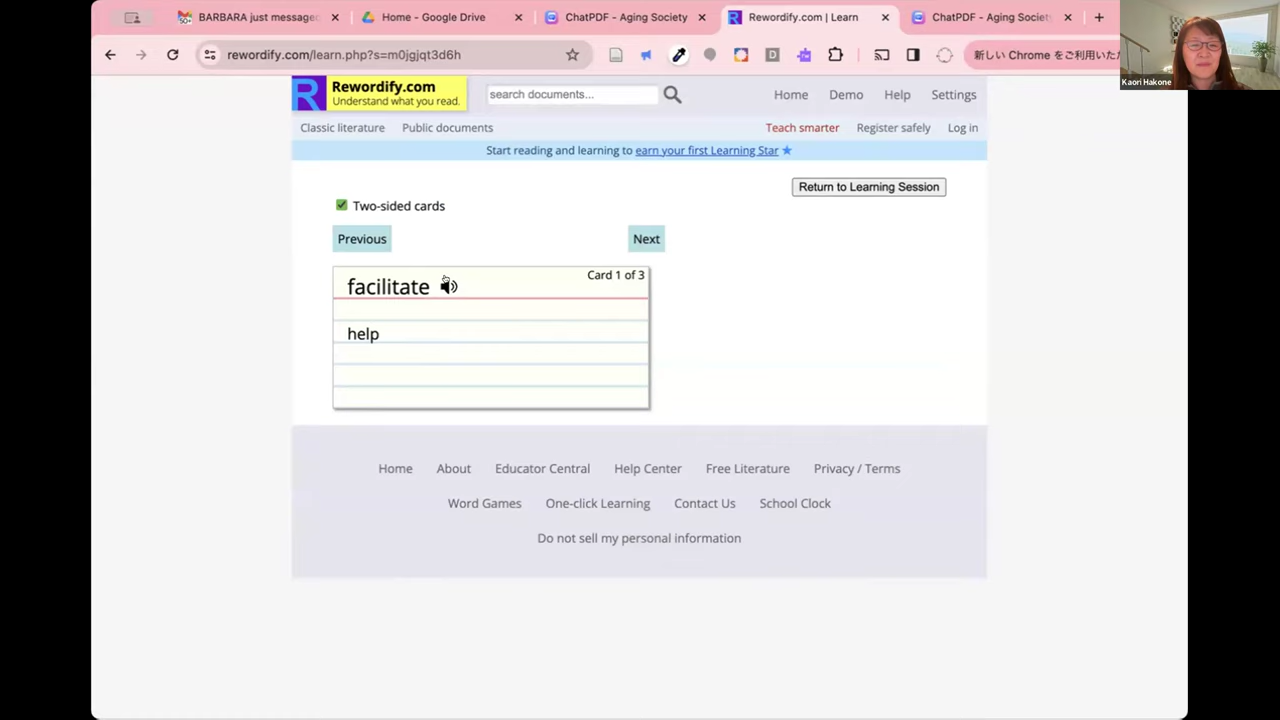 BARBARA just message
Home - Google Drive
ChatPDF - Aging Society
Rewordify.com | Learn
ChatPDF - Aging Society
rewordify.com/learn.php?s=m0jgjqt3d6h
新しい Chrome をご利用いた
Kaori Hakone
R
Rewordify.com
Understand what you read.
search documents...
Home
Demo
Help
Settings
Classic literature
Public documents
Teach smarter
Register safely
Log in
Start reading and learning to earn your first Learning Star
Return to Learning Session
Two-sided cards
Previous
Next
facilitate
Card 1 of 3
help
Home
About
Educator Central
Help Center
Free Literature
Privacy / Terms
Word Games
One-click Learning
Contact Us
School Clock
Do not sell my personal information